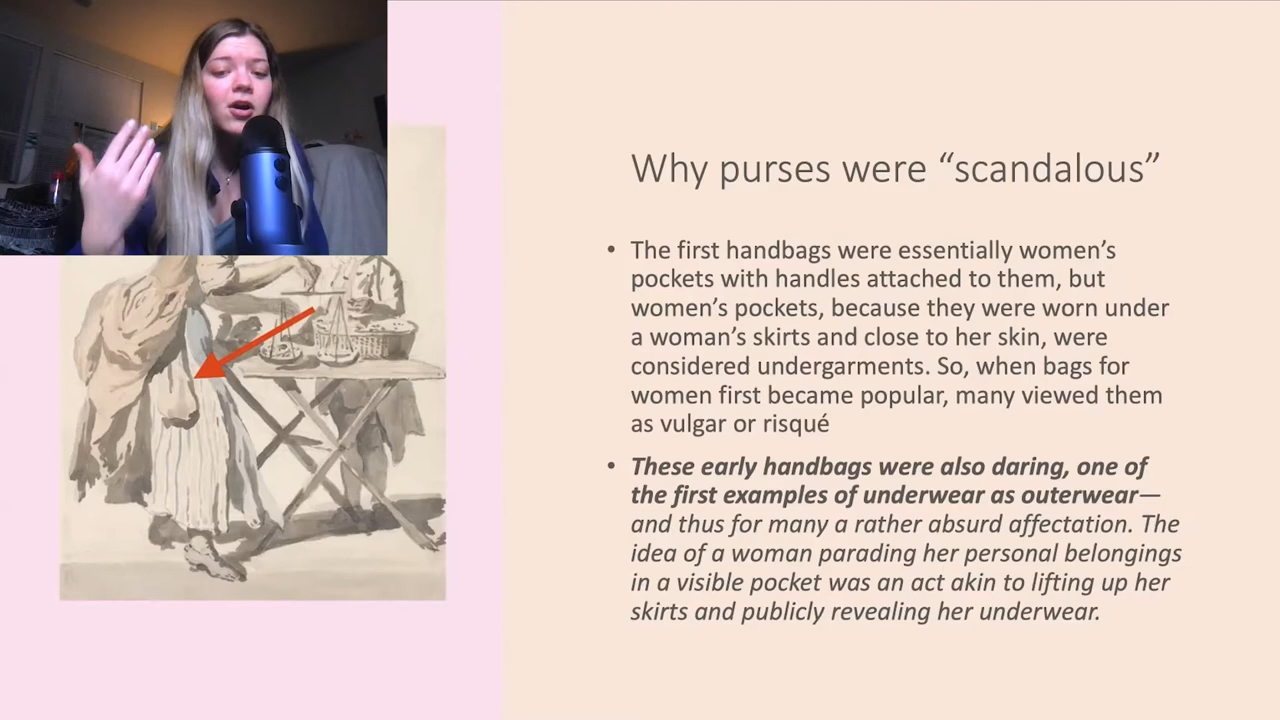 Why purses were “scandalous”
• The first handbags were essentially women’s
pockets with handles attached to them, but
women’s pockets, because they were worn under
a woman’s skirts and close to her skin, were
considered undergarments. So, when bags for
women first became popular, many viewed them
as vulgar or risqué
• These early handbags were also daring, one of
the first examples of underwear as outerwear—
and thus for many a rather absurd affectation. The
idea of a woman parading her personal belongings
in a visible pocket was an act akin to lifting up her
skirts and publicly revealing her underwear.